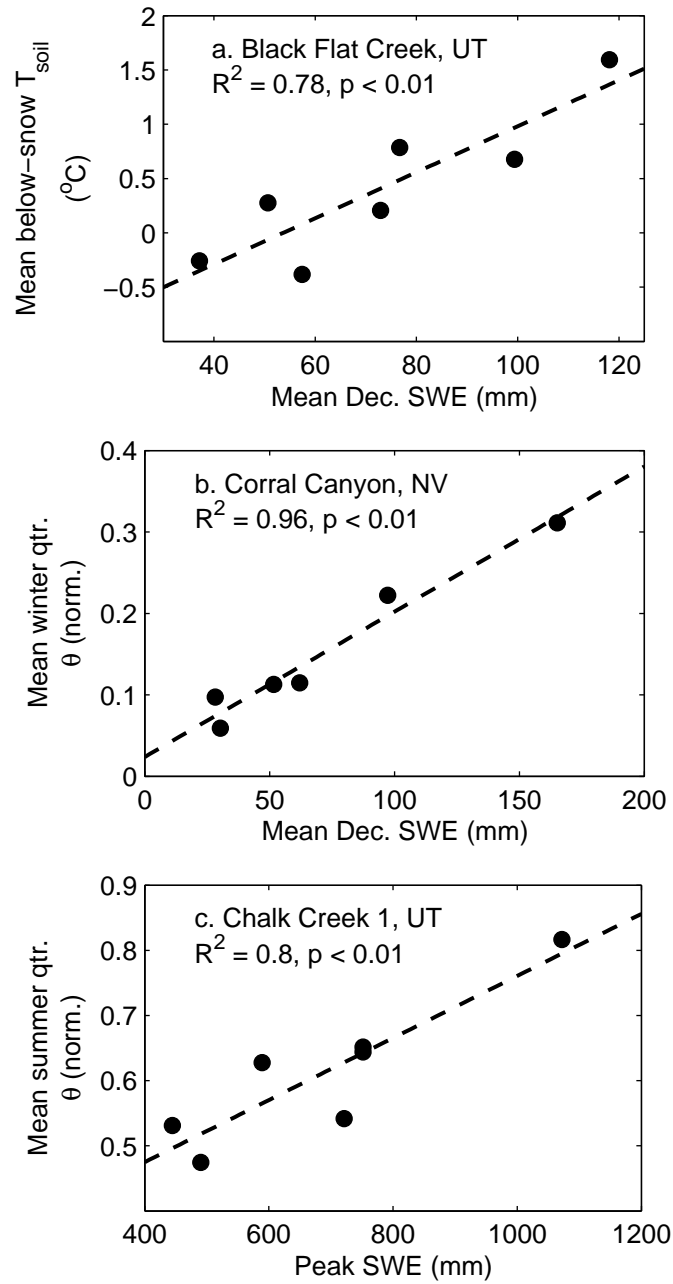 2
1.5
1
0.5
0
−0.5
Mean below−snow T_soil
(°C)
a. Black Flat Creek, UT
R² = 0.78, p < 0.01
40 60 80 100 120
Mean Dec. SWE (mm)
0.4
0.3
0.2
0.1
0
Mean winter qtr.
θ (norm.)
b. Corral Canyon, NV
R² = 0.96, p < 0.01
0 50 100 150 200
Mean Dec. SWE (mm)
0.9
0.8
0.7
0.6
0.5
Mean summer qtr.
θ (norm.)
c. Chalk Creek 1, UT
R² = 0.8, p < 0.01
400 600 800 1000 1200
Peak SWE (mm)